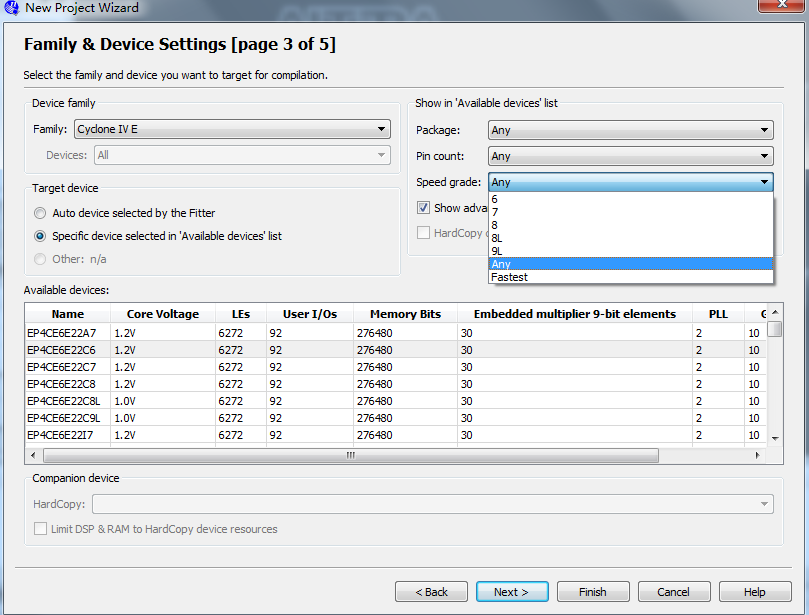 New Project Wizard
Family & Device Settings [page 3 of 5]
Select the family and device you want to target for compilation.
Device family
Family: Cyclone IV E
Devices: All
Show in 'Available devices' list
Package: Any
Pin count: Any
Speed grade: Any
6
7
8
8L
9L
Any
Fastest
Show adva
HardCopy
Target device
Auto device selected by the Fitter
Specific device selected in 'Available devices' list
Other: n/a
Available devices:
Name Core Voltage LEs User I/Os Memory Bits Embedded multiplier 9-bit elements PLL
EP4CE6E22A7 1.2V 6272 92 276480 30 2 10
EP4CE6E22C6 1.2V 6272 92 276480 30 2 10
EP4CE6E22C7 1.2V 6272 92 276480 30 2 10
EP4CE6E22C8 1.2V 6272 92 276480 30 2 10
EP4CE6E22C8L 1.0V 6272 92 276480 30 2 10
EP4CE6E22C9L 1.0V 6272 92 276480 30 2 10
EP4CE6E22I7 1.2V 6272 92 276480 30 2 10
Companion device
HardCopy:
Limit DSP & RAM to HardCopy device resources
< Back Next > Finish Cancel Help